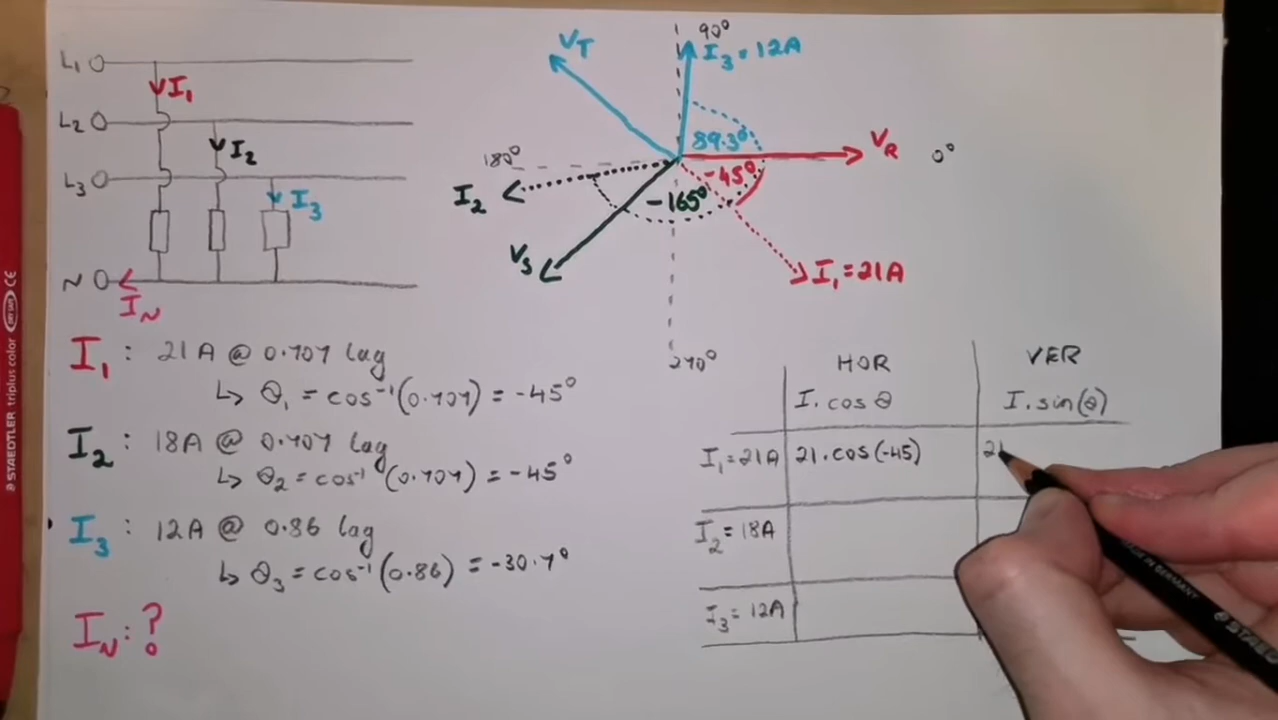 L1
I1
L2
I2
L3
I3
N
IN
90°
VT
I3 = 12A
89.3°
VR
0°
180°
-45°
I2
-165°
VS
I1 = 21A
270°
I1 : 21A @ 0.707 lag
↳ θ1 = cos⁻¹(0.707) = -45°
I2 : 18A @ 0.707 lag
↳ θ2 = cos⁻¹(0.707) = -45°
I3 : 12A @ 0.86 lag
↳ θ3 = cos⁻¹(0.86) = -30.7°
IN : ?
HOR VER
I.cos θ I.sin(θ)
I1 = 21A 21.cos(-45) 21
I2 = 18A
I3 = 12A
STAEDTLER triplus color
CE